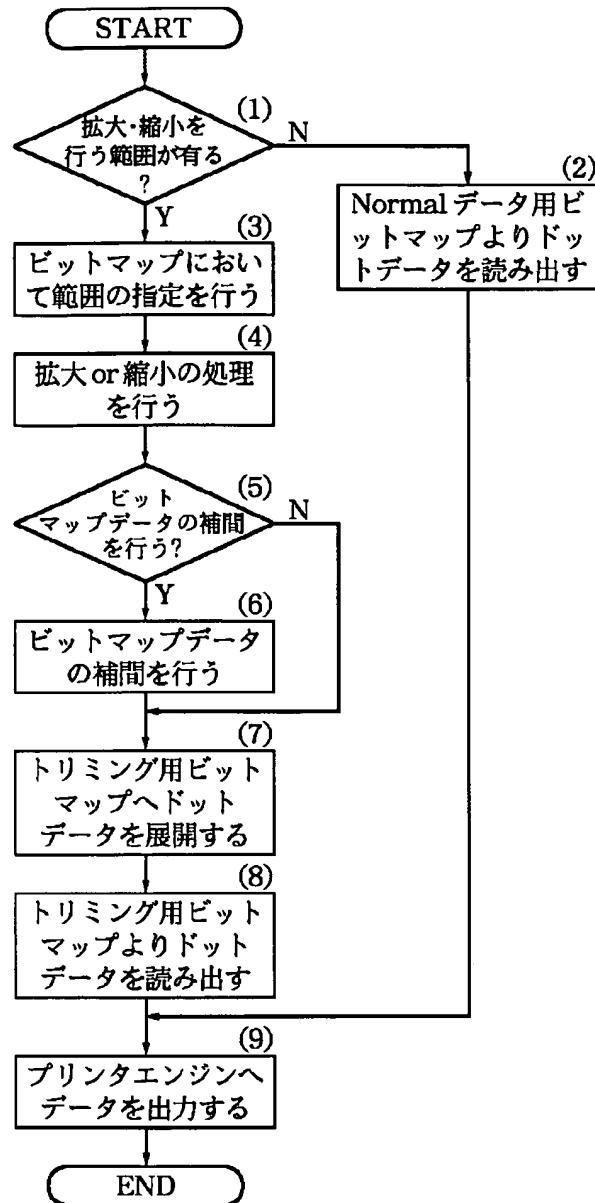 START
(1)
拡大・縮小を
行う範囲が有る
?
N
Y
(2)
Normalデータ用ビ
ットマップよりドッ
トデータを読み出す
(3)
ビットマップにおい
て範囲の指定を行う
(4)
拡大or縮小の処理
を行う
(5)
ビット
マップデータの補間
を行う?
N
Y
(6)
ビットマップデータ
の補間を行う
(7)
トリミング用ビット
マップへドット
データを展開する
(8)
トリミング用ビット
マップよりドット
データを読み出す
(9)
プリンタエンジンへ
データを出力する
END